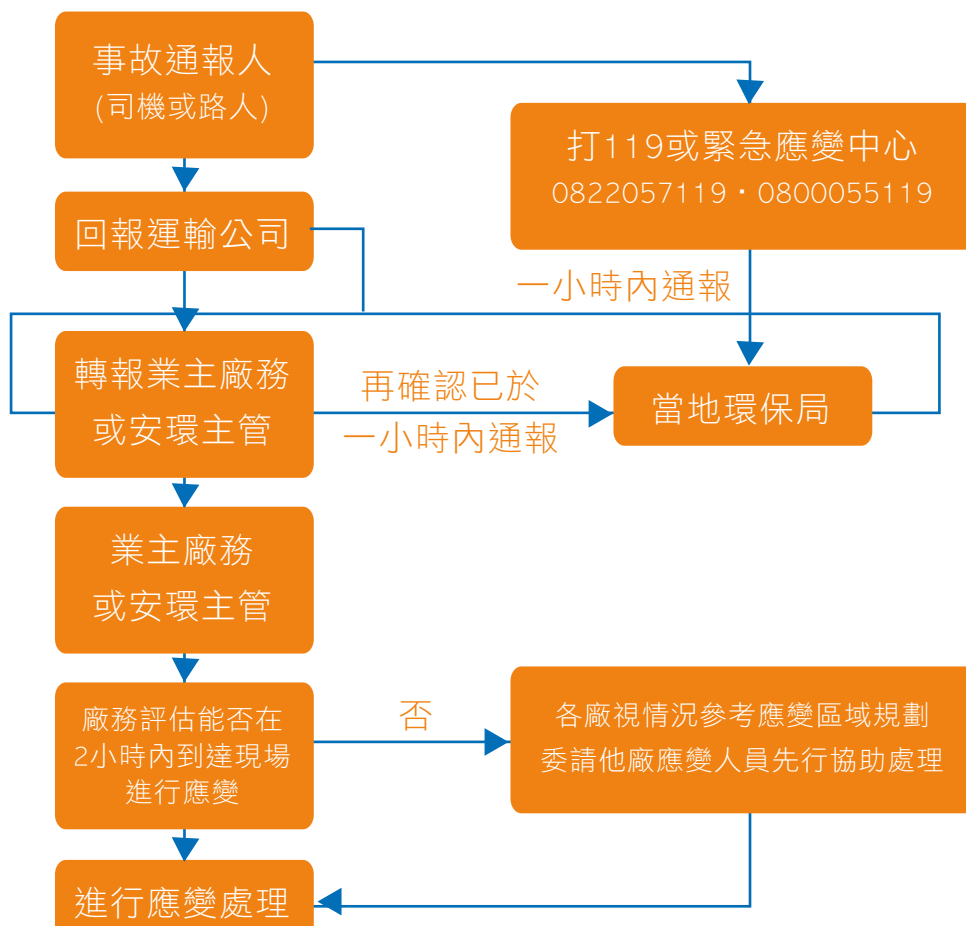 事故通報人
(司機或路人)
打119或緊急應變中心
0822057119・0800055119
回報運輸公司
一小時內通報
轉報業主廠務
或安環主管
再確認已於
一小時內通報
當地環保局
業主廠務
或安環主管
廠務評估能否在
2小時內到達現場
進行應變
否
各廠視情況參考應變區域規劃
委請他廠應變人員先行協助處理
進行應變處理